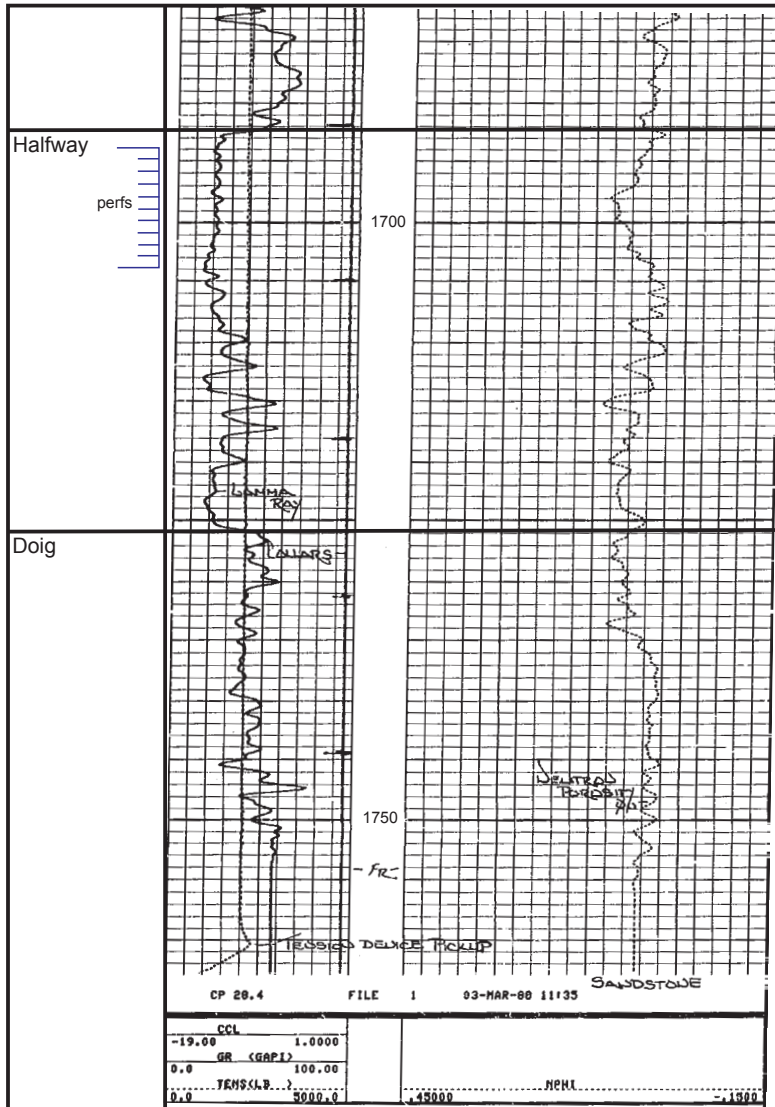 Halfway
perfs
1700
GAMMA
RAY
Doig
COLLARS
NEUTRON
POROSITY
1750
-FR-
TENSION DEVICE PICKUP
SANDSTONE
CP 28.4 FILE 1 03-MAR-88 11:35
CCL
-19.00 1.0000
GR (GAPI)
0.0 100.00
TENS(LB )
0.0 5000.0
NPHI
.45000 -.1500